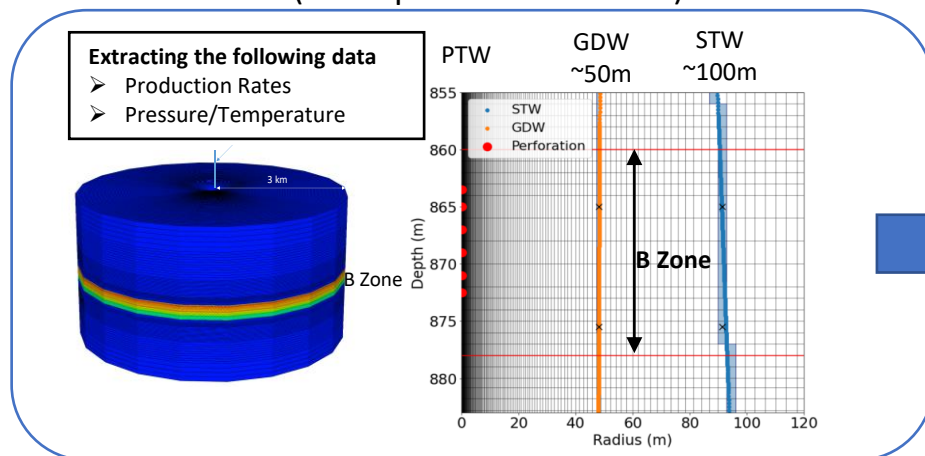 Extracting the following data
➤ Production Rates
➤ Pressure/Temperature
3 km
B Zone
PTW
GDW
~50m
STW
~100m
STW
GDW
Perforation
B Zone
Depth (m)
855
860
865
870
875
880
0
20
40
60
80
100
120
Radius (m)